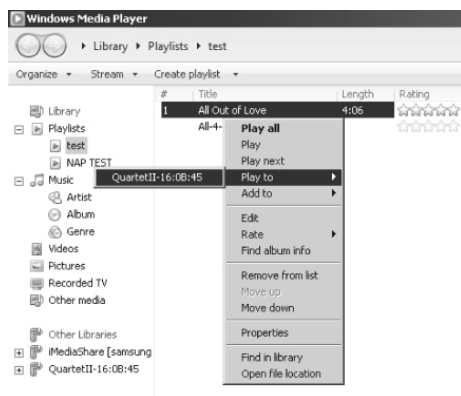 Windows Media Player
Library Playlists test
Organize Stream Create playlist
# Title Length Rating
1 All Out of Love 4:06
All-4-
Library
Playlists
test
NAP TEST
Music
Artist
Album
Genre
Videos
Pictures
Recorded TV
Other media
Other Libraries
iMediaShare [samsung
QuartetII-16:0B:45
QuartetII-16:0B:45
Play all
Play
Play next
Play to
Add to
Edit
Rate
Find album info
Remove from list
Move up
Move down
Properties
Find in library
Open file location